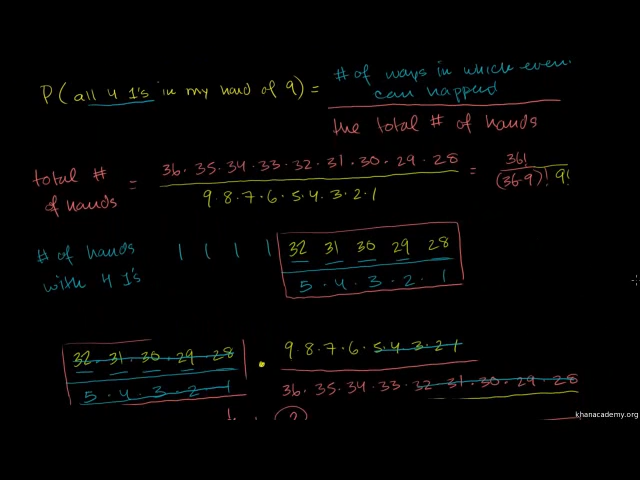 P( all 4 1's in my hand of 9) = # of ways in which even. can happend
the total # of hands
total # of hands = 36· 35· 34· 33· 32· 31· 30· 29· 28 = 36!
9·8·7·6·5·4·3·2·1 (36-9)! 9!
# of hands with 4 1's 1 1 1 1 32 31 30 29 28
5·4·3·2·1
32· 31· 30· 29· 28 · 9·8·7·6·5·4·3·2·1
5·4·3·2·1 36·35·34·33·32·31·30·29·28
khanacademy.org